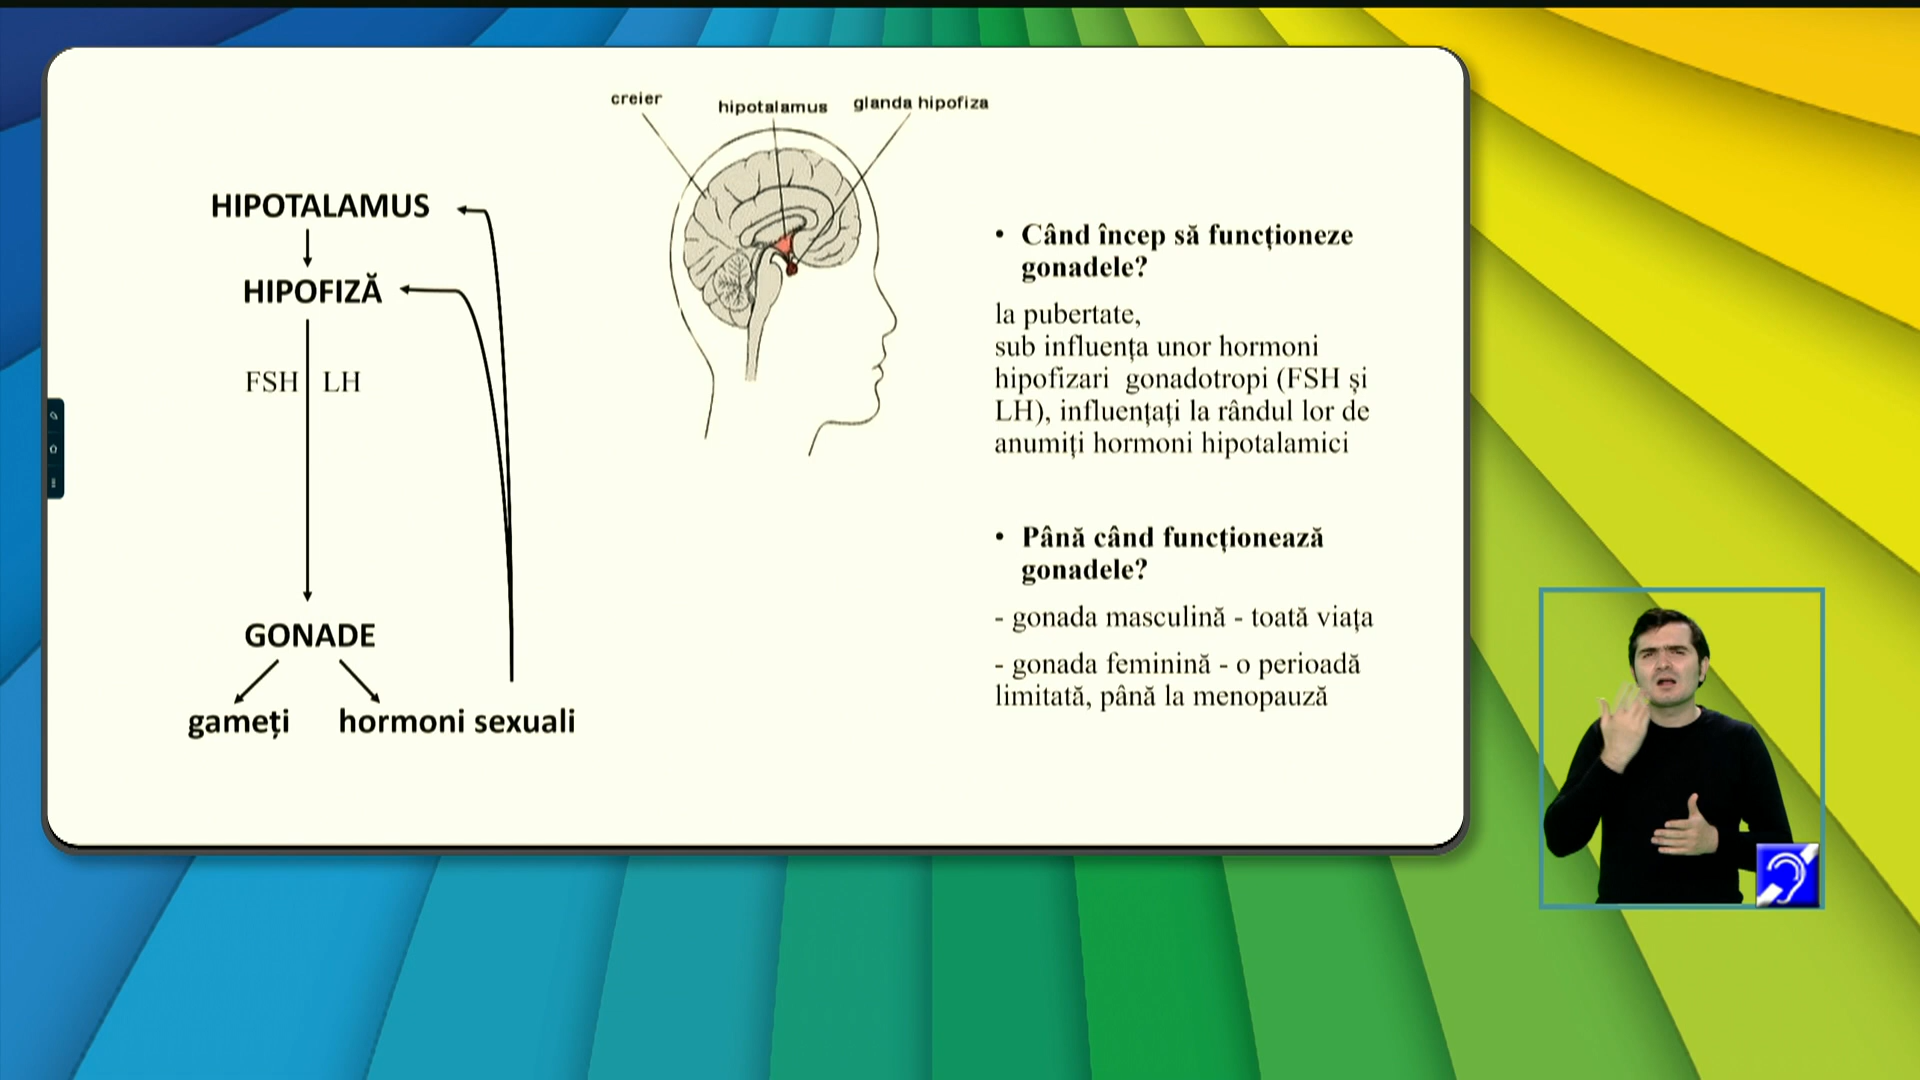 creier
hipotalamus
glanda hipofiza
HIPOTALAMUS
HIPOFIZĂ
FSH LH
GONADE
gameți hormoni sexuali
• Când încep să funcționeze
gonadele?
la pubertate,
sub influența unor hormoni
hipofizari gonadotropi (FSH și
LH), influențați la rândul lor de
anumiți hormoni hipotalamici
• Până când funcționează
gonadele?
- gonada masculină - toată viața
- gonada feminină - o perioadă
limitată, până la menopauză